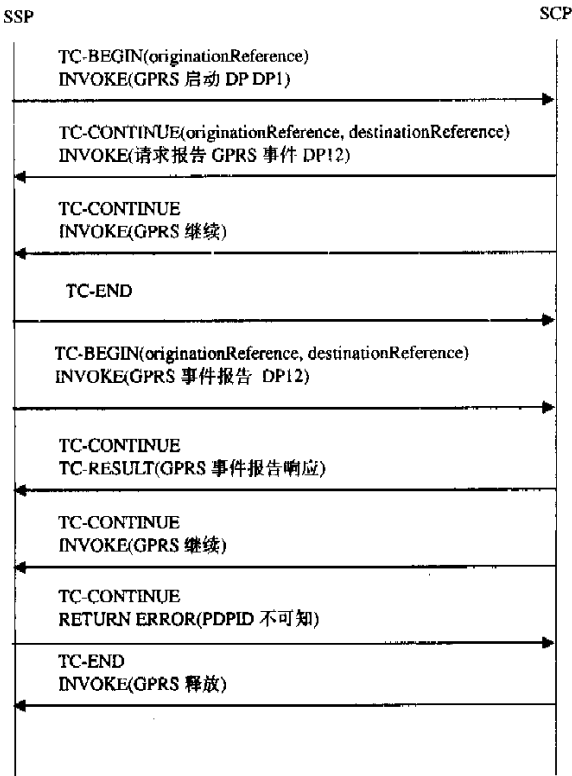 SSP
SCP
TC-BEGIN(originationReference)
INVOKE(GPRS 启动 DP DP1)
TC-CONTINUE(originationReference, destinationReference)
INVOKE(请求报告 GPRS 事件 DP12)
TC-CONTINUE
INVOKE(GPRS 继续)
TC-END
TC-BEGIN(originationReference, destinationReference)
INVOKE(GPRS 事件报告 DP12)
TC-CONTINUE
TC-RESULT(GPRS 事件报告响应)
TC-CONTINUE
INVOKE(GPRS 继续)
TC-CONTINUE
RETURN ERROR(PDPID 不可知)
TC-END
INVOKE(GPRS 释放)